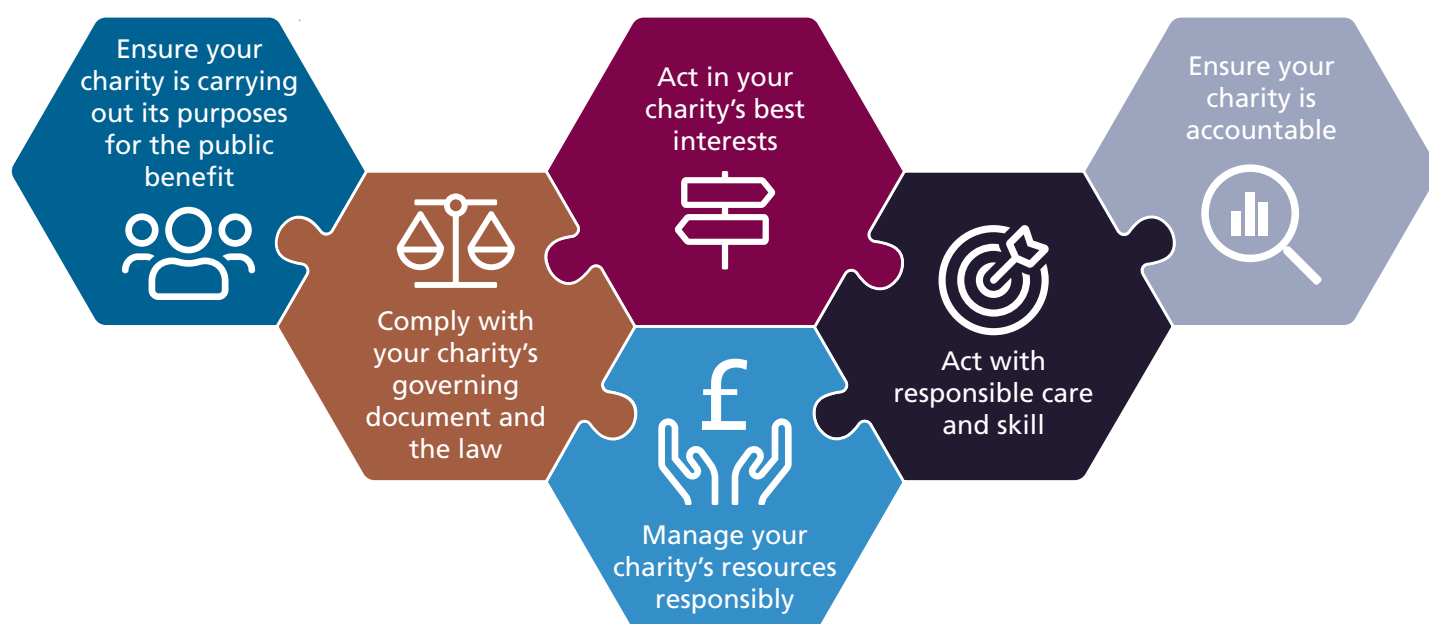 Ensure your
charity is carrying
out its purposes
for the public
benefit
Comply with
your charity’s
governing
document and
the law
Act in your
charity’s best
interests
£
Manage your
charity’s resources
responsibly
Act with
responsible care
and skill
Ensure your
charity is
accountable